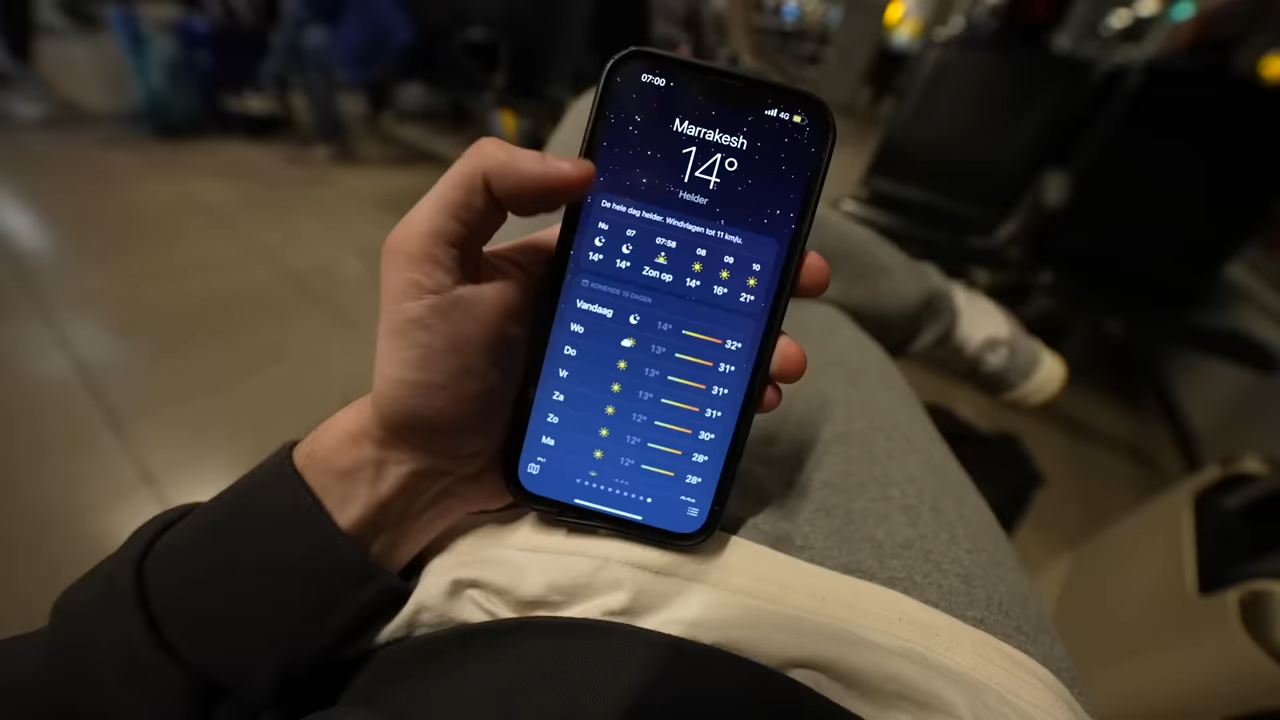 07:00
4G
Marrakesh
14°
Helder
De hele dag helder. Windvlagen tot 11 km/u.
Nu 07 07:58 08 09 10
14° 14° Zon op 14° 16° 21°
KOMENDE 10 DAGEN
Vandaag 14° 32°
Wo 13° 31°
Do 13° 31°
Vr 13° 31°
Za 12° 30°
Zo 12° 28°
Ma 12° 28°